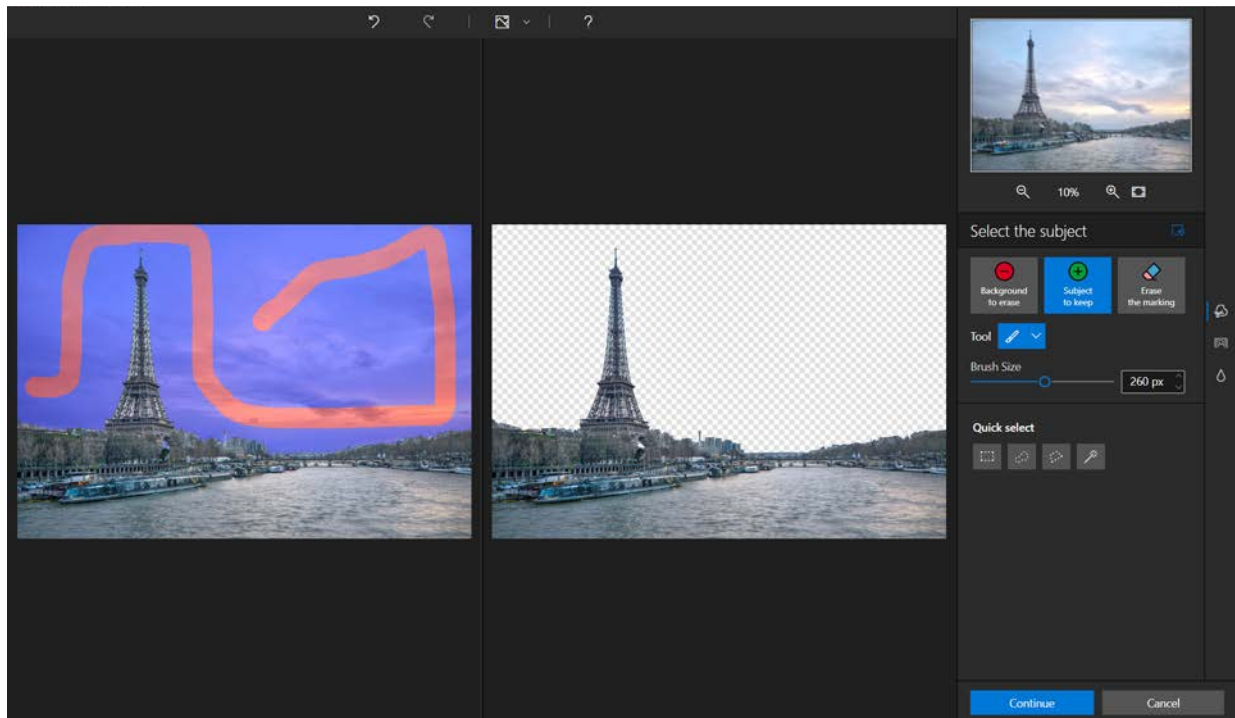 ?
10%
Select the subject
Background
to erase
Subject
to keep
Erase
the marking
Tool
Brush Size
260 px
Quick select
Continue
Cancel